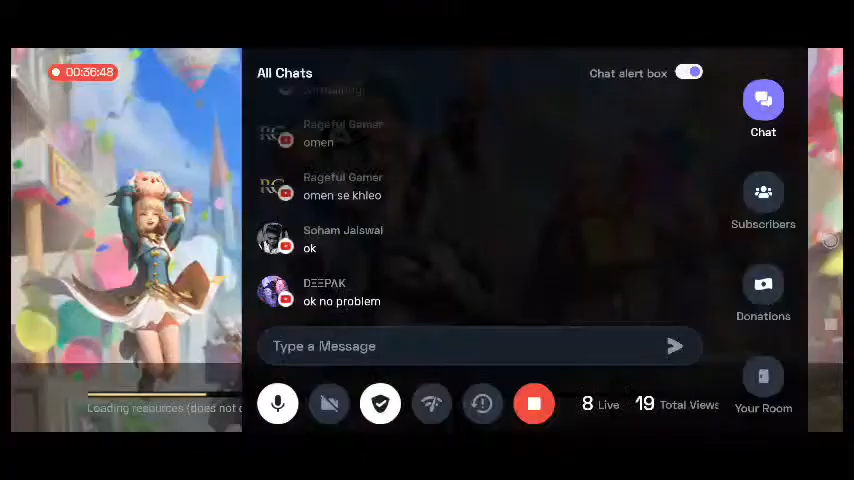 00:36:48
All Chats
Chat alert box
Rageful Gamer
omen
Rageful Gamer
omen se khleo
Soham Jaiswal
ok
DEEPAK
ok no problem
Type a Message
8 Live
19 Total Views
Chat
Subscribers
Donations
Your Room
Loading resources (does not c